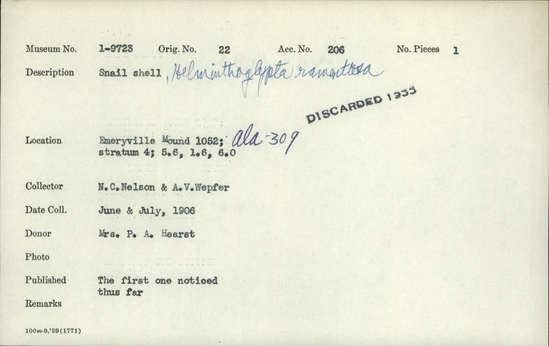 Museum No. 1-9723 Orig. No. 22 Acc. No. 206 No. Pieces 1
Description Snail shell, Helminthoglypta ramentosa
DISCARDED 1955
Location Emeryville Mound 1052; Ala-309
stratum 4; 5.6, 1.6, 6.0
Collector N.C.Nelson & A.V.Wepfer
Date Coll. June & July, 1906
Donor Mrs. P. A. Hearst
Photo
Published The first one noticed
thus far
Remarks
100m-9,'59(1771)